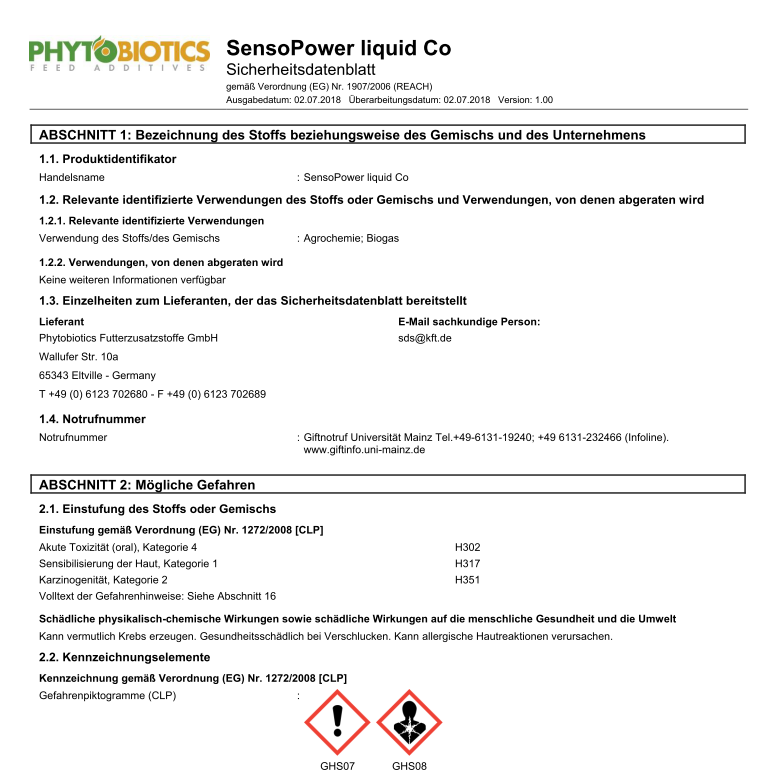 PHYTOBIOTICS
FEED ADDITIVES
SensoPower liquid Co
Sicherheitsdatenblatt
gemäß Verordnung (EG) Nr. 1907/2006 (REACH)
Ausgabedatum: 02.07.2018 Überarbeitungsdatum: 02.07.2018 Version: 1.00
ABSCHNITT 1: Bezeichnung des Stoffs beziehungsweise des Gemischs und des Unternehmens
1.1. Produktidentifikator
Handelsname : SensoPower liquid Co
1.2. Relevante identifizierte Verwendungen des Stoffs oder Gemischs und Verwendungen, von denen abgeraten wird
1.2.1. Relevante identifizierte Verwendungen
Verwendung des Stoffs/des Gemischs : Agrochemie; Biogas
1.2.2. Verwendungen, von denen abgeraten wird
Keine weiteren Informationen verfügbar
1.3. Einzelheiten zum Lieferanten, der das Sicherheitsdatenblatt bereitstellt
Lieferant E-Mail sachkundige Person:
Phytobiotics Futterzusatzstoffe GmbH sds@kft.de
Wallufer Str. 10a
65343 Eltville - Germany
T +49 (0) 6123 702680 - F +49 (0) 6123 702689
1.4. Notrufnummer
Notrufnummer : Giftnotruf Universität Mainz Tel.+49-6131-19240; +49 6131-232466 (Infoline).
www.giftinfo.uni-mainz.de
ABSCHNITT 2: Mögliche Gefahren
2.1. Einstufung des Stoffs oder Gemischs
Einstufung gemäß Verordnung (EG) Nr. 1272/2008 [CLP]
Akute Toxizität (oral), Kategorie 4 H302
Sensibilisierung der Haut, Kategorie 1 H317
Karzinogenität, Kategorie 2 H351
Volltext der Gefahrenhinweise: Siehe Abschnitt 16
Schädliche physikalisch-chemische Wirkungen sowie schädliche Wirkungen auf die menschliche Gesundheit und die Umwelt
Kann vermutlich Krebs erzeugen. Gesundheitsschädlich bei Verschlucken. Kann allergische Hautreaktionen verursachen.
2.2. Kennzeichnungselemente
Kennzeichnung gemäß Verordnung (EG) Nr. 1272/2008 [CLP]
Gefahrenpiktogramme (CLP) :
GHS07 GHS08